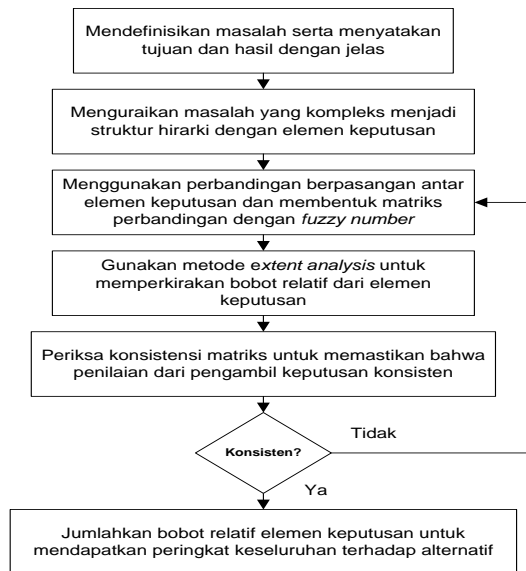 Mendefinisikan masalah serta menyatakan
tujuan dan hasil dengan jelas
Menguraikan masalah yang kompleks menjadi
struktur hirarki dengan elemen keputusan
Menggunakan perbandingan berpasangan antar
elemen keputusan dan membentuk matriks
perbandingan dengan fuzzy number
Gunakan metode extent analysis untuk
memperkirakan bobot relatif dari elemen
keputusan
Periksa konsistensi matriks untuk memastikan bahwa
penilaian dari pengambil keputusan konsisten
Konsisten?
Tidak
Ya
Jumlahkan bobot relatif elemen keputusan untuk
mendapatkan peringkat keseluruhan terhadap alternatif